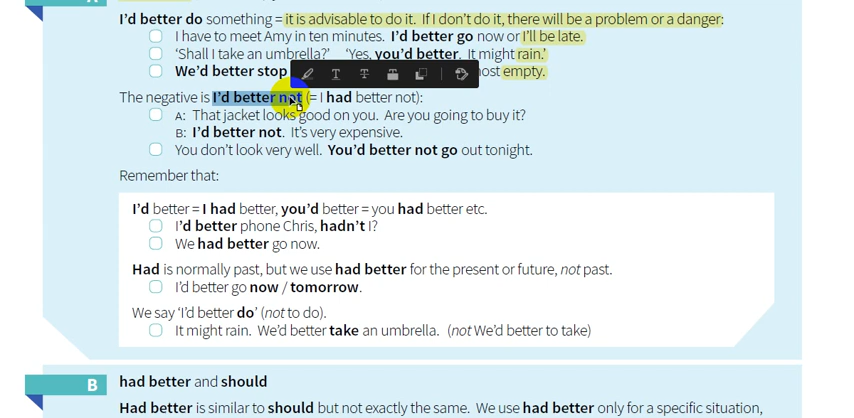 A
I'd better do something = it is advisable to do it. If I don't do it, there will be a problem or a danger:
I have to meet Amy in ten minutes. I'd better go now or I'll be late.
'Shall I take an umbrella?' 'Yes, you'd better. It might rain.'
We'd better stop most empty.
The negative is I'd better not (= I had better not):
A: That jacket looks good on you. Are you going to buy it?
B: I'd better not. It's very expensive.
You don't look very well. You'd better not go out tonight.
Remember that:
I'd better = I had better, you'd better = you had better etc.
I'd better phone Chris, hadn't I?
We had better go now.
Had is normally past, but we use had better for the present or future, not past.
I'd better go now / tomorrow.
We say 'I'd better do' (not to do).
It might rain. We'd better take an umbrella. (not We'd better to take)
B had better and should
Had better is similar to should but not exactly the same. We use had better only for a specific situation,